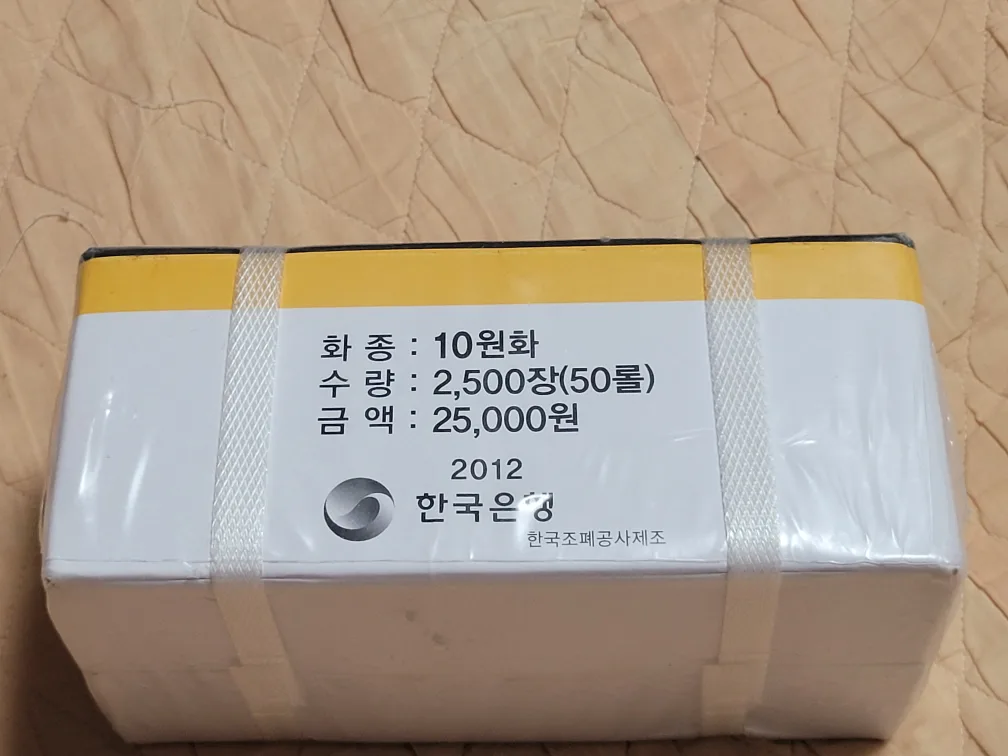 화 종 : 10원화
수 량 : 2,500장(50롤)
금 액 : 25,000원
2012
한국은행
한국조폐공사제조